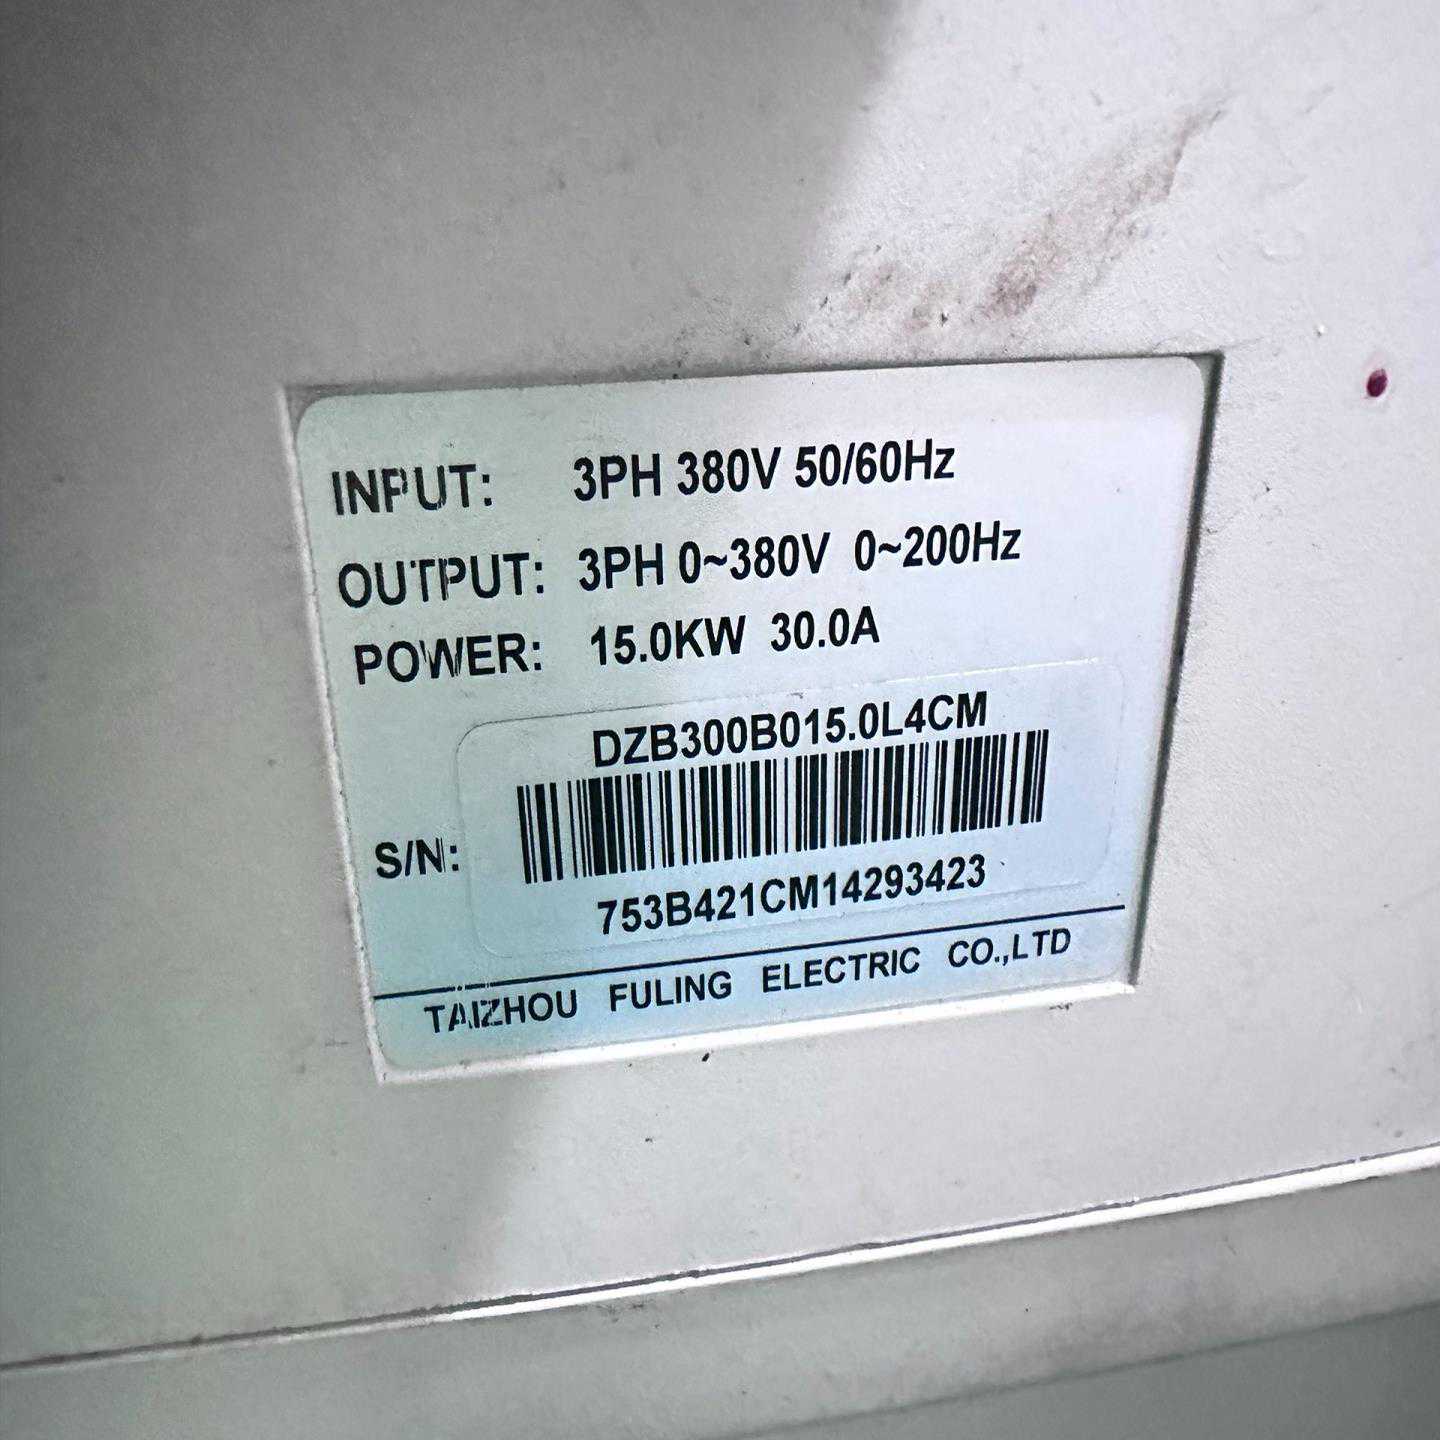 INPUT: 3PH 380V 50/60Hz
OUTPUT: 3PH 0~380V 0~200Hz
POWER: 15.0KW 30.0A
DZB300B015.0L4CM
S/N:
753B421CM14293423
TAIZHOU FULING ELECTRIC CO.,LTD